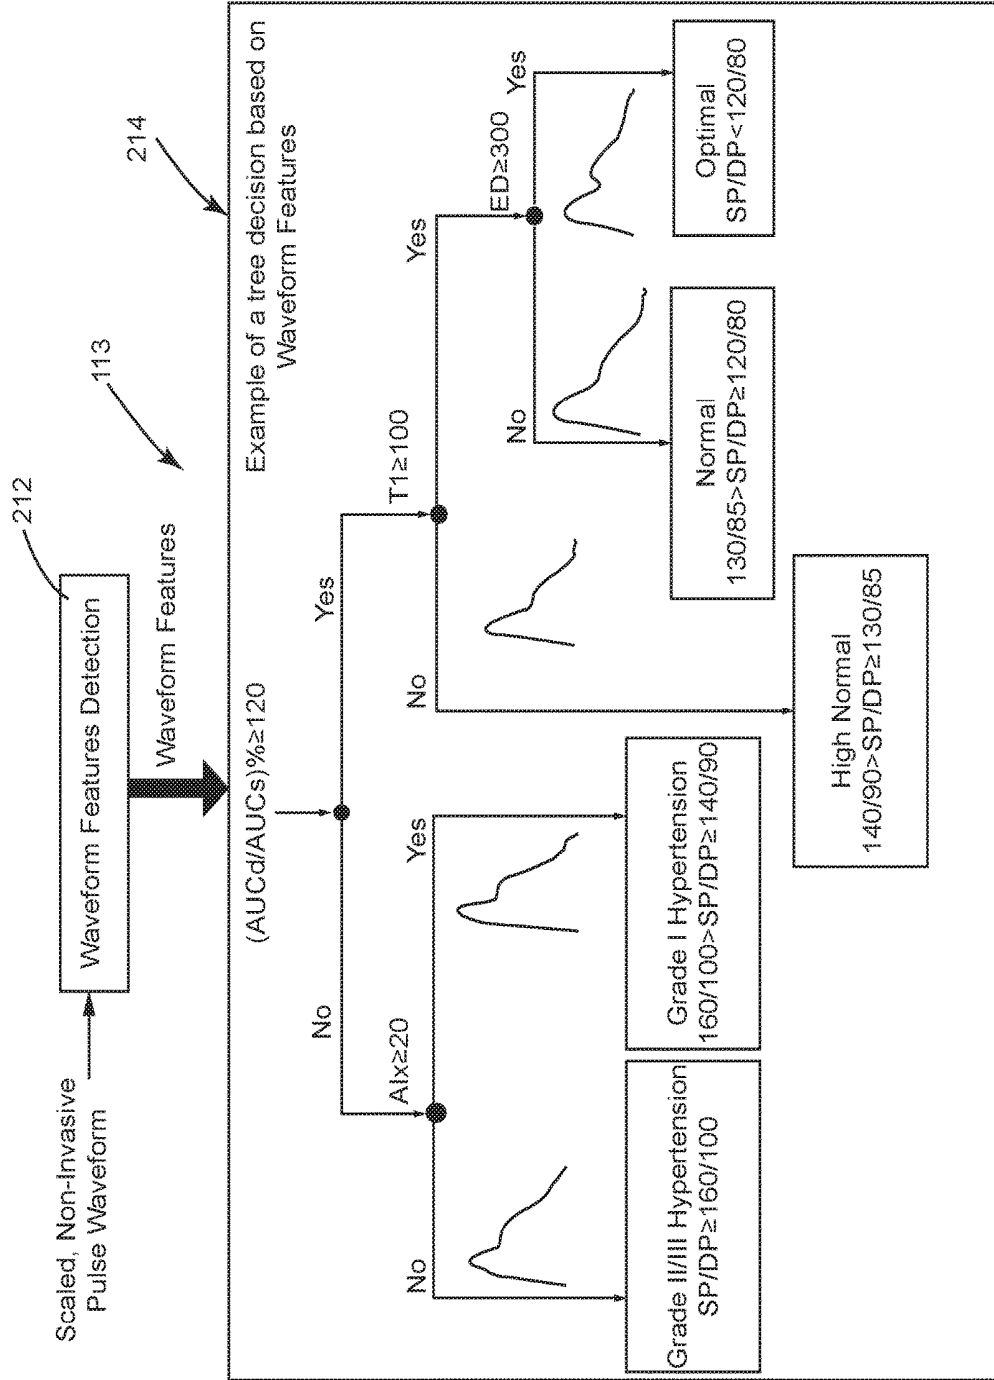 Scaled, Non-Invasive
Pulse Waveform
212
Waveform Features Detection
Waveform Features
113
214
Example of a tree decision based on
Waveform Features
(AUCd/AUCs)%≥120
No
Yes
AIx≥20
T1≥100
No
Yes
No
Yes
ED≥300
No
Yes
Grade II/III Hypertension
SP/DP≥160/100
Grade I Hypertension
160/100>SP/DP≥140/90
High Normal
140/90>SP/DP≥130/85
Normal
130/85>SP/DP≥120/80
Optimal
SP/DP<120/80